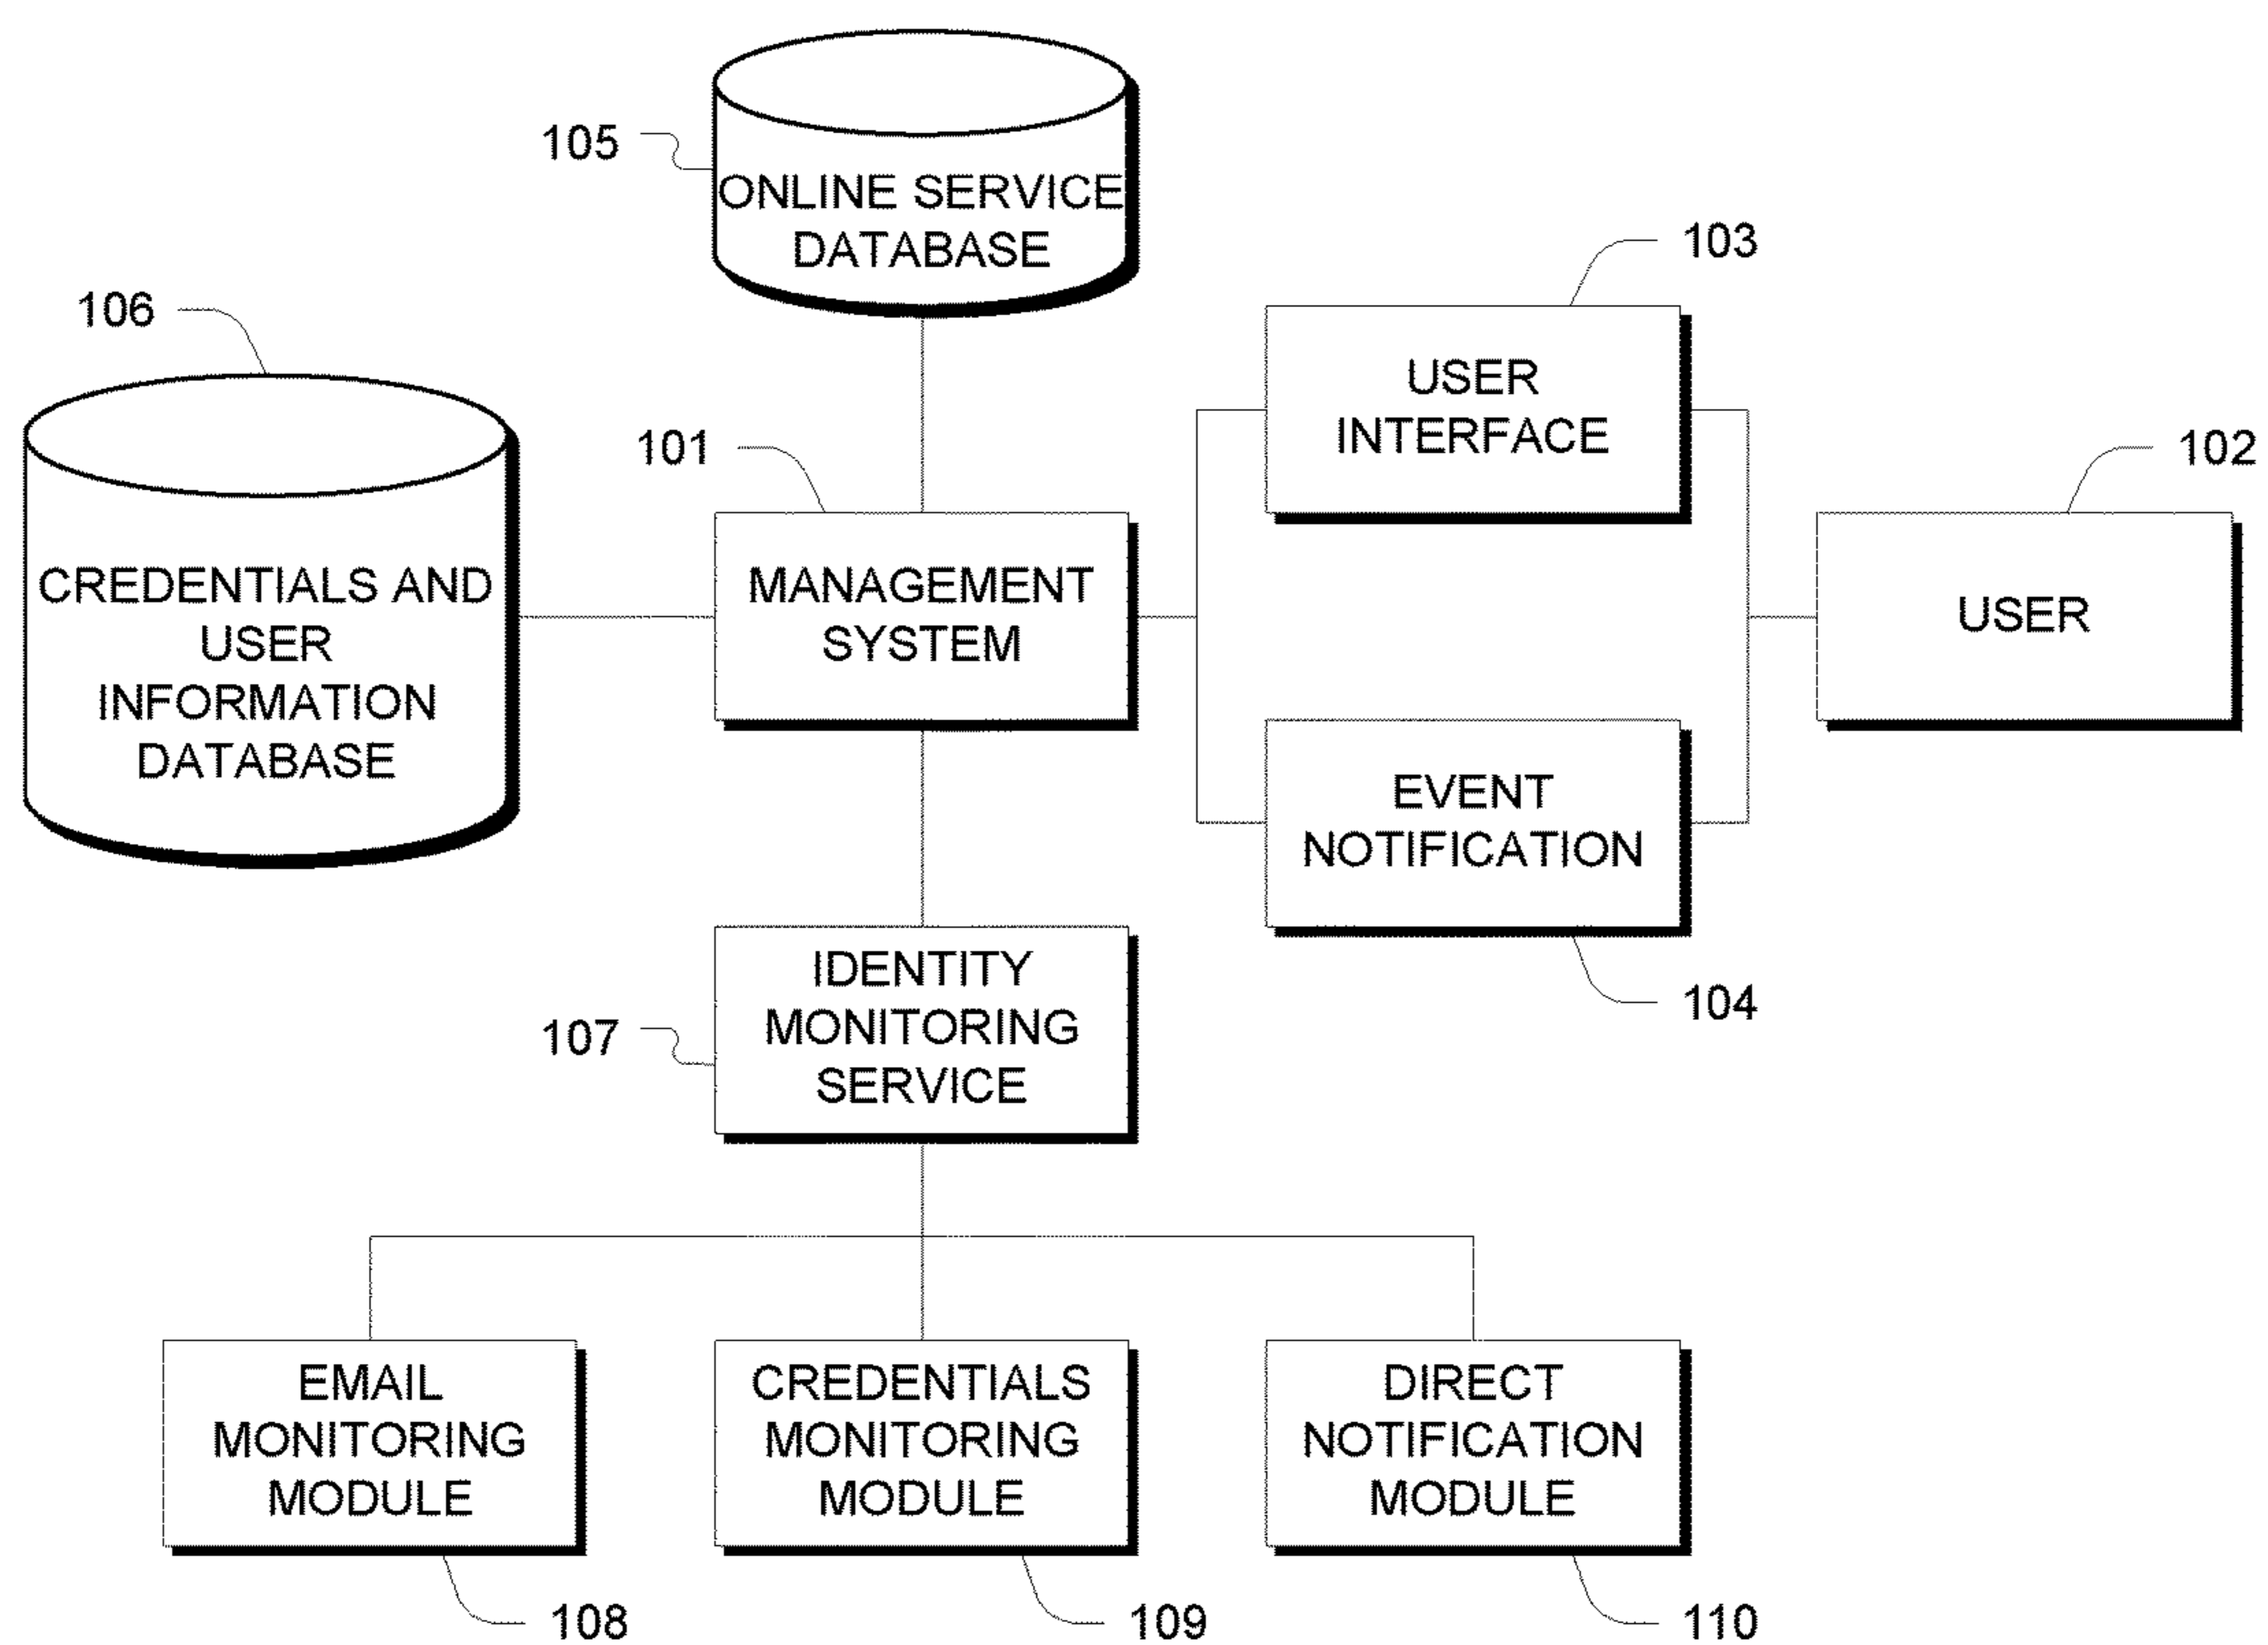 105
ONLINE SERVICE
DATABASE
103
USER
INTERFACE
106
CREDENTIALS AND
USER
INFORMATION
DATABASE
101
MANAGEMENT
SYSTEM
102
USER
EVENT
NOTIFICATION
104
107
IDENTITY
MONITORING
SERVICE
EMAIL
MONITORING
MODULE
108
CREDENTIALS
MONITORING
MODULE
109
DIRECT
NOTIFICATION
MODULE
110